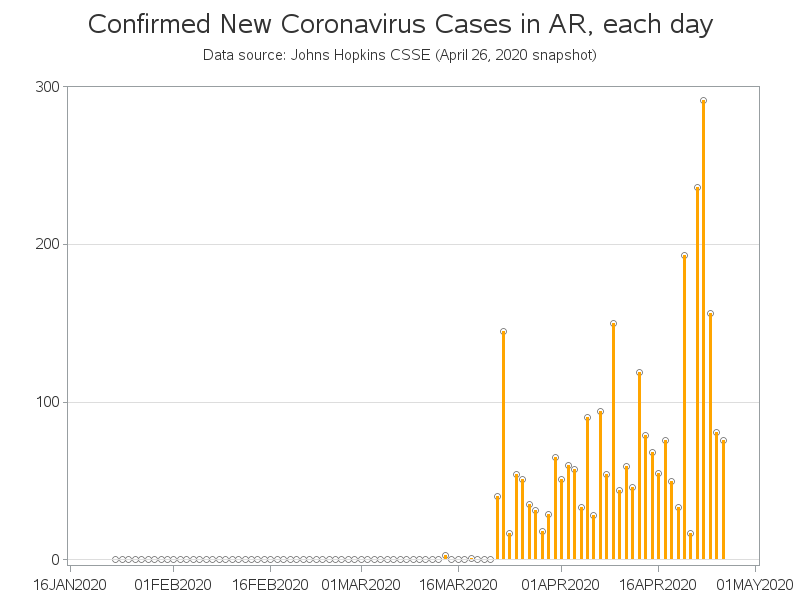 Confirmed New Coronavirus Cases in AR, each day
Data source: Johns Hopkins CSSE (April 26, 2020 snapshot)
300
200
100
0
16JAN2020 01FEB2020 16FEB2020 01MAR2020 16MAR2020 01APR2020 16APR2020 01MAY2020